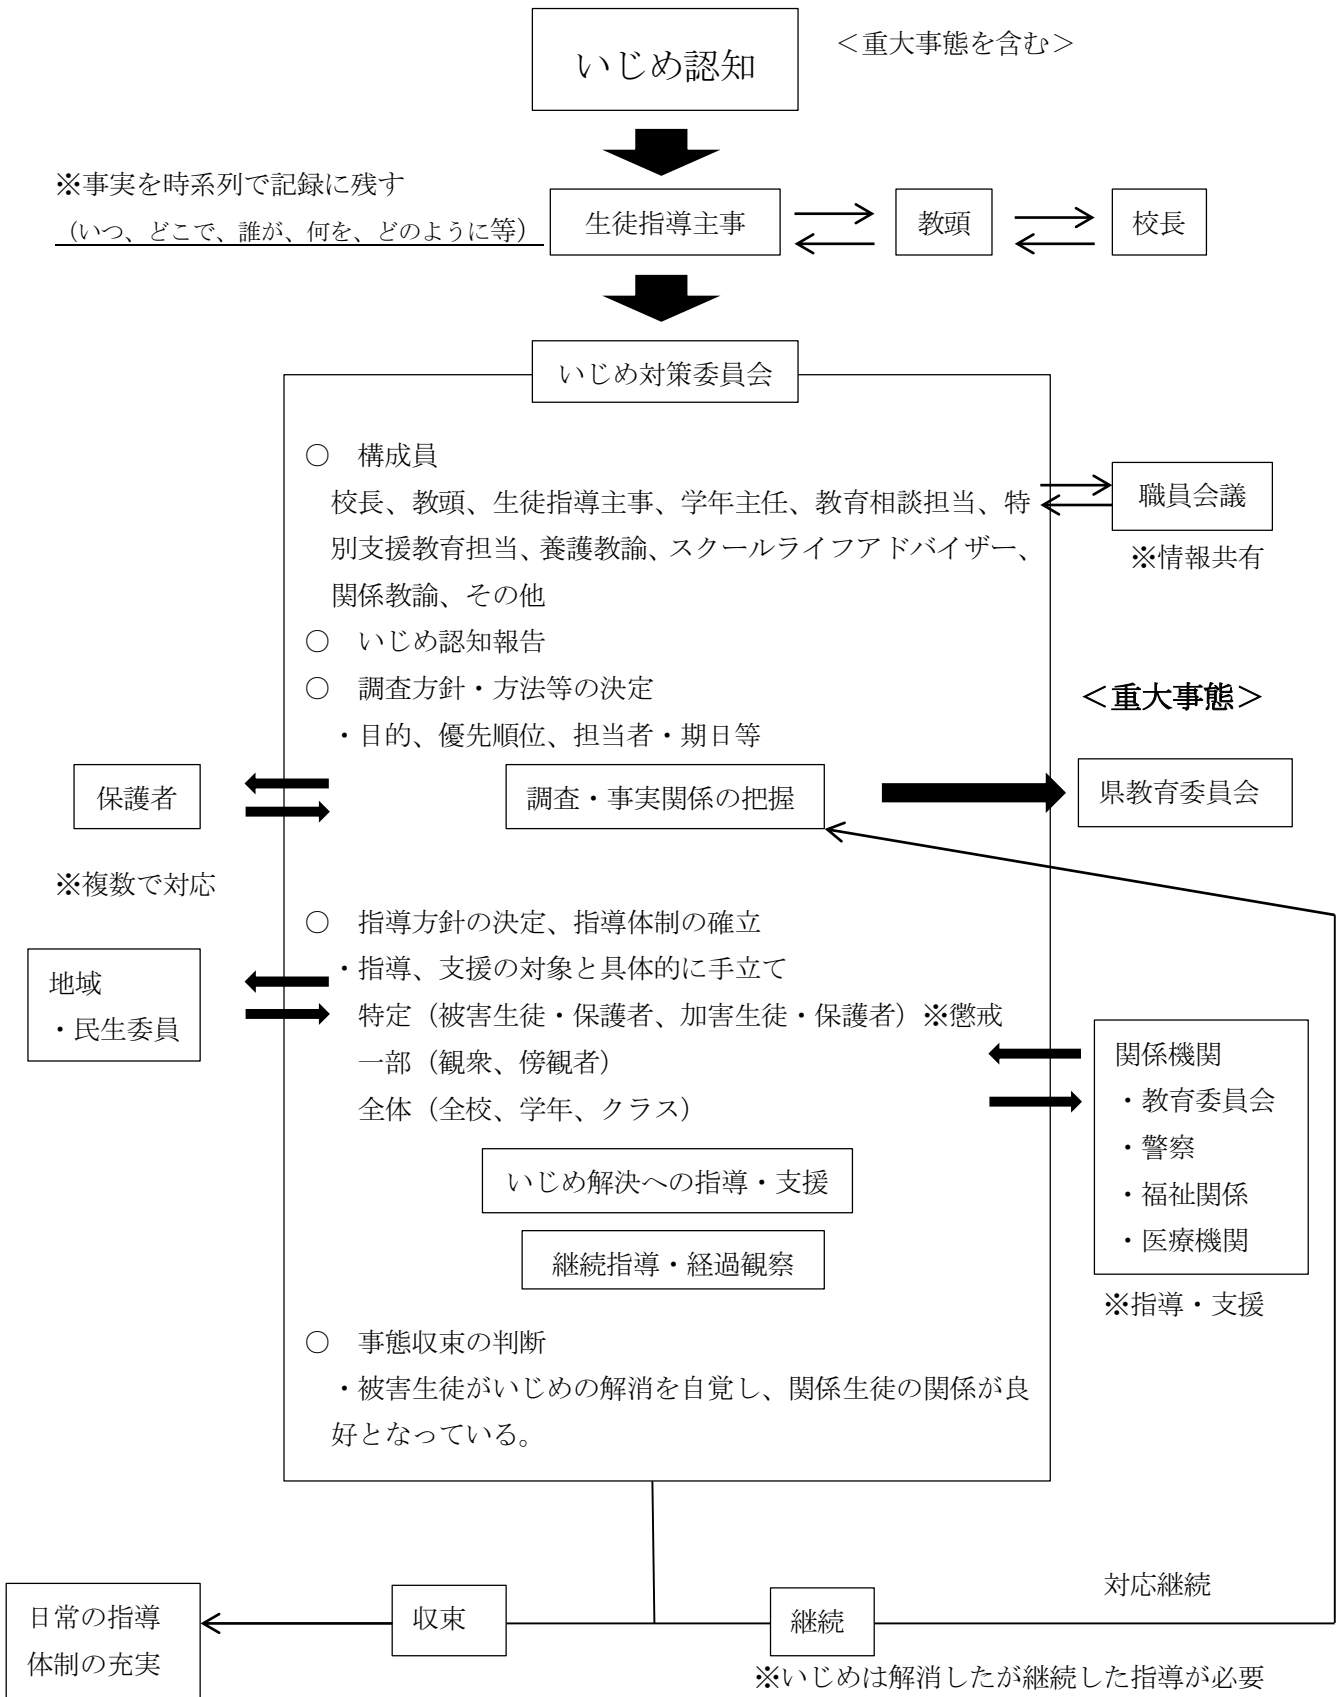 いじめ認知
＜重大事態を含む＞
※事実を時系列で記録に残す
（いつ、どこで、誰が、何を、どのように等）
生徒指導主事
教頭
校長
いじめ対策委員会
○　構成員
校長、教頭、生徒指導主事、学年主任、教育相談担当、特
別支援教育担当、養護教諭、スクールライフアドバイザー、
関係教諭、その他
職員会議
※情報共有
○　いじめ認知報告
○　調査方針・方法等の決定
・目的、優先順位、担当者・期日等
＜重大事態＞
保護者
調査・事実関係の把握
県教育委員会
※複数で対応
○　指導方針の決定、指導体制の確立
・指導、支援の対象と具体的に手立て
特定（被害生徒・保護者、加害生徒・保護者）※懲戒
一部（観衆、傍観者）
全体（全校、学年、クラス）
地域
・民生委員
関係機関
・教育委員会
・警察
・福祉関係
・医療機関
※指導・支援
いじめ解決への指導・支援
継続指導・経過観察
○　事態収束の判断
・被害生徒がいじめの解消を自覚し、関係生徒の関係が良
好となっている。
対応継続
日常の指導
体制の充実
収束
継続
※いじめは解消したが継続した指導が必要